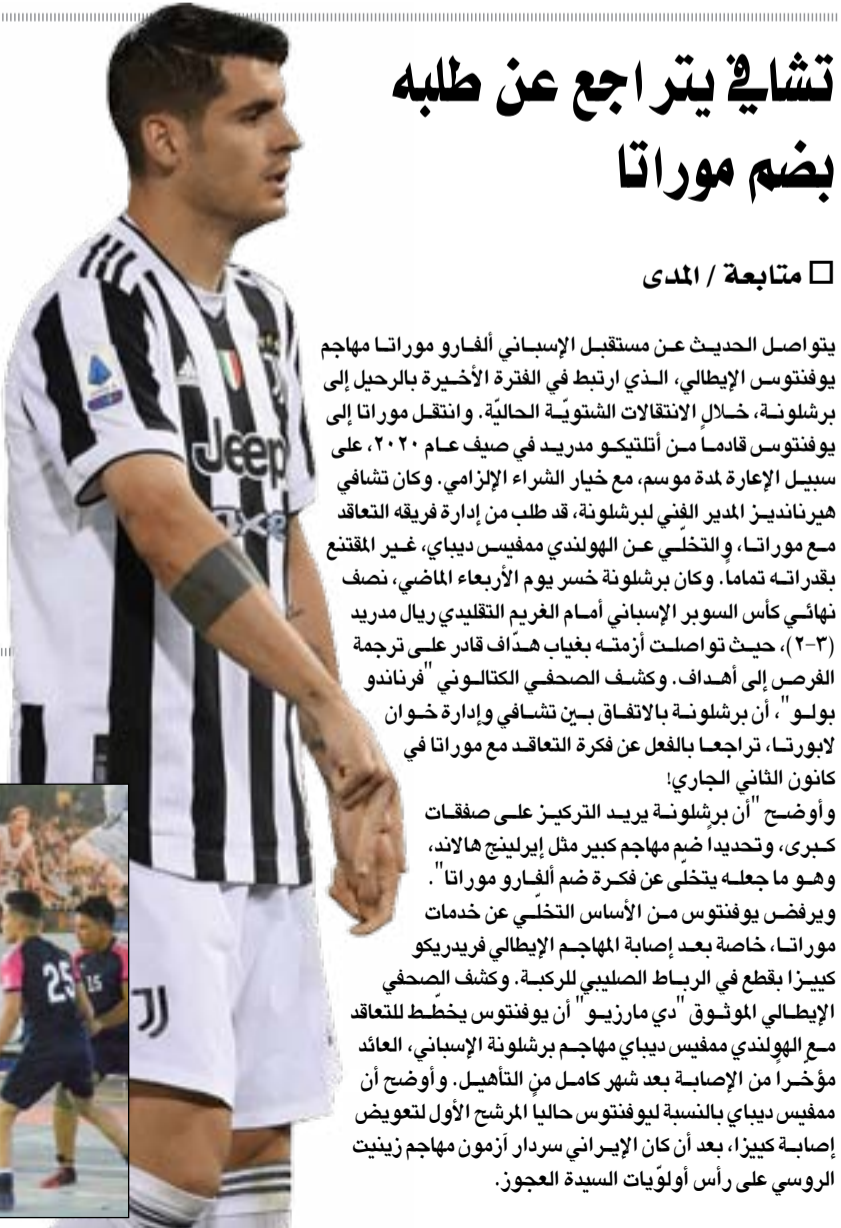 تشافي يتراجع عن طلبه
بضم موراتا
□ متابعة / المدى
يتواصل الحديث عن مستقبل الإسباني ألفارو موراتا مهاجم
يوفنتوس الإيطالي، الذي ارتبط في الفترة الأخيرة بالرحيل إلى
برشلونة، خلال الانتقالات الشتويّة الحاليّة. وانتقل موراتا إلى
يوفنتوس قادماً من أتلتيكو مدريد في صيف عام ٢٠٢٠، على
سبيل الإعارة لمدة موسم، مع خيار الشراء الإلزامي. وكان تشافي
هيرنانديز المدير الفني لبرشلونة، قد طلب من إدارة فريقه التعاقد
مع موراتا، والتخلّي عن الهولندي ممفيس ديباي، غير المقتنع
بقدراته تماماً. وكان برشلونة خسر يوم الأربعاء الماضي، نصف
نهائي كأس السوبر الإسباني أمام الغريم التقليدي ريال مدريد
(٣-٢)، حيث تواصلت أزمته بغياب هدّاف قادر على ترجمة
الفرص إلى أهداف. وكشف الصحفي الكتالوني "فرناندو
بولو"، أن برشلونة بالاتفاق بين تشافي وإدارة خوان
لابورتا، تراجعا بالفعل عن فكرة التعاقد مع موراتا في
كانون الثاني الجاري!
وأوضح "أن برشلونة يريد التركيز على صفقات
كبرى، وتحديداً ضم مهاجم كبير مثل إيرلينج هالاند،
وهو ما جعله يتخلّى عن فكرة ضم ألفارو موراتا".
ويرفض يوفنتوس من الأساس التخلّي عن خدمات
موراتا، خاصة بعد إصابة المهاجم الإيطالي فريدريكو
كييزا بقطع في الرباط الصليبي للركبة. وكشف الصحفي
الإيطالي الموثوق "دي مارزيو" أن يوفنتوس يخطّط للتعاقد
مع الهولندي ممفيس ديباي مهاجم برشلونة الإسباني، العائد
مؤخّراً من الإصابة بعد شهر كامل من التأهيل. وأوضح أن
ممفيس ديباي بالنسبة ليوفنتوس حالياً المرشح الأول لتعويض
إصابة كييزا، بعد أن كان الإيراني سردار آزمون مهاجم زينيت
الروسي على رأس أولوّيات السيدة العجوز.
Jeep
25
15